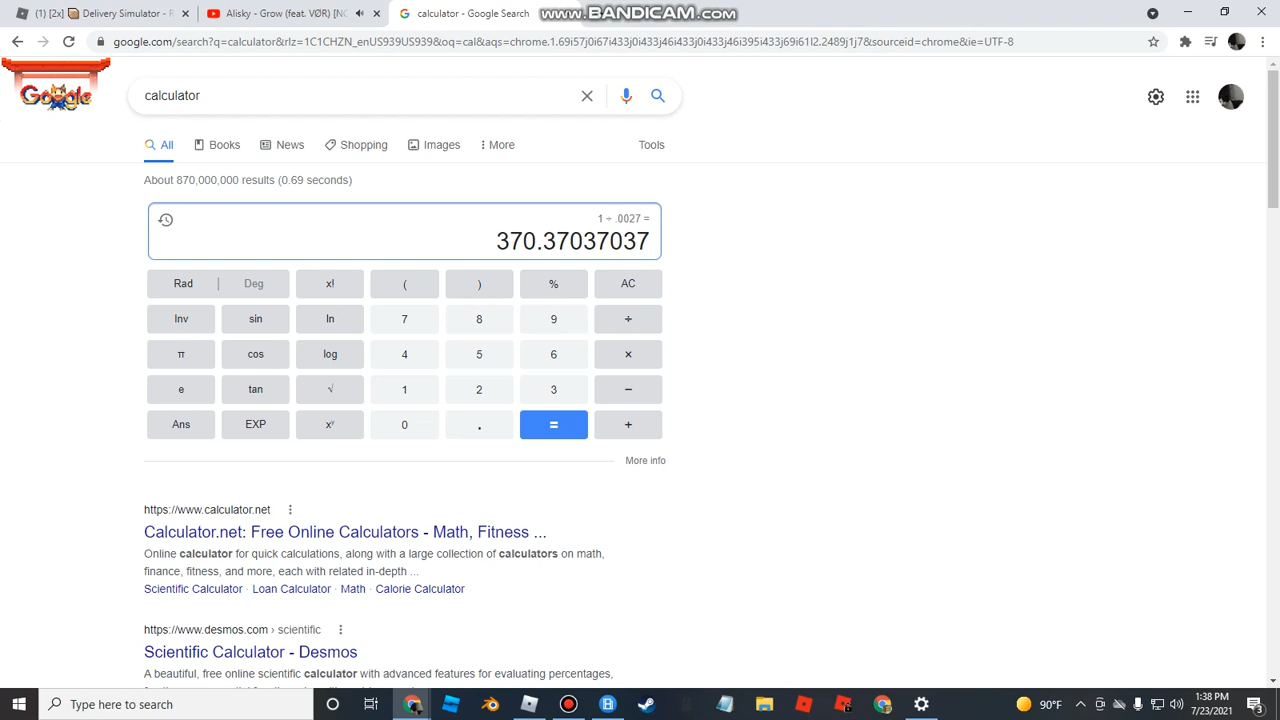 (1) [2x] 📦 Delivery Simulator - R
Alisky - Grow (feat. VØR) [NC
calculator - Google Search
www.BANDICAM.com
google.com/search?q=calculator&rlz=1C1CHZN_enUS939US939&oq=cal&aqs=chrome.1.69i57j0i67i433j0i433j46i433j0i433j46i395i433j69i61l2.2489j1j7&sourceid=chrome&ie=UTF-8
Google
calculator
All Books News Shopping Images More Tools
About 870,000,000 results (0.69 seconds)
1 ÷ .0027 =
370.37037037
Rad Deg x! ( ) % AC
Inv sin ln 7 8 9 ÷
π cos log 4 5 6 ×
e tan √ 1 2 3 −
Ans EXP xʸ 0 . = +
More info
https://www.calculator.net
Calculator.net: Free Online Calculators - Math, Fitness ...
Online calculator for quick calculations, along with a large collection of calculators on math,
finance, fitness, and more, each with related in-depth ...
Scientific Calculator · Loan Calculator · Math · Calorie Calculator
https://www.desmos.com › scientific
Scientific Calculator - Desmos
A beautiful, free online scientific calculator with advanced features for evaluating percentages,
Type here to search
90°F
1:38 PM
7/23/2021
3